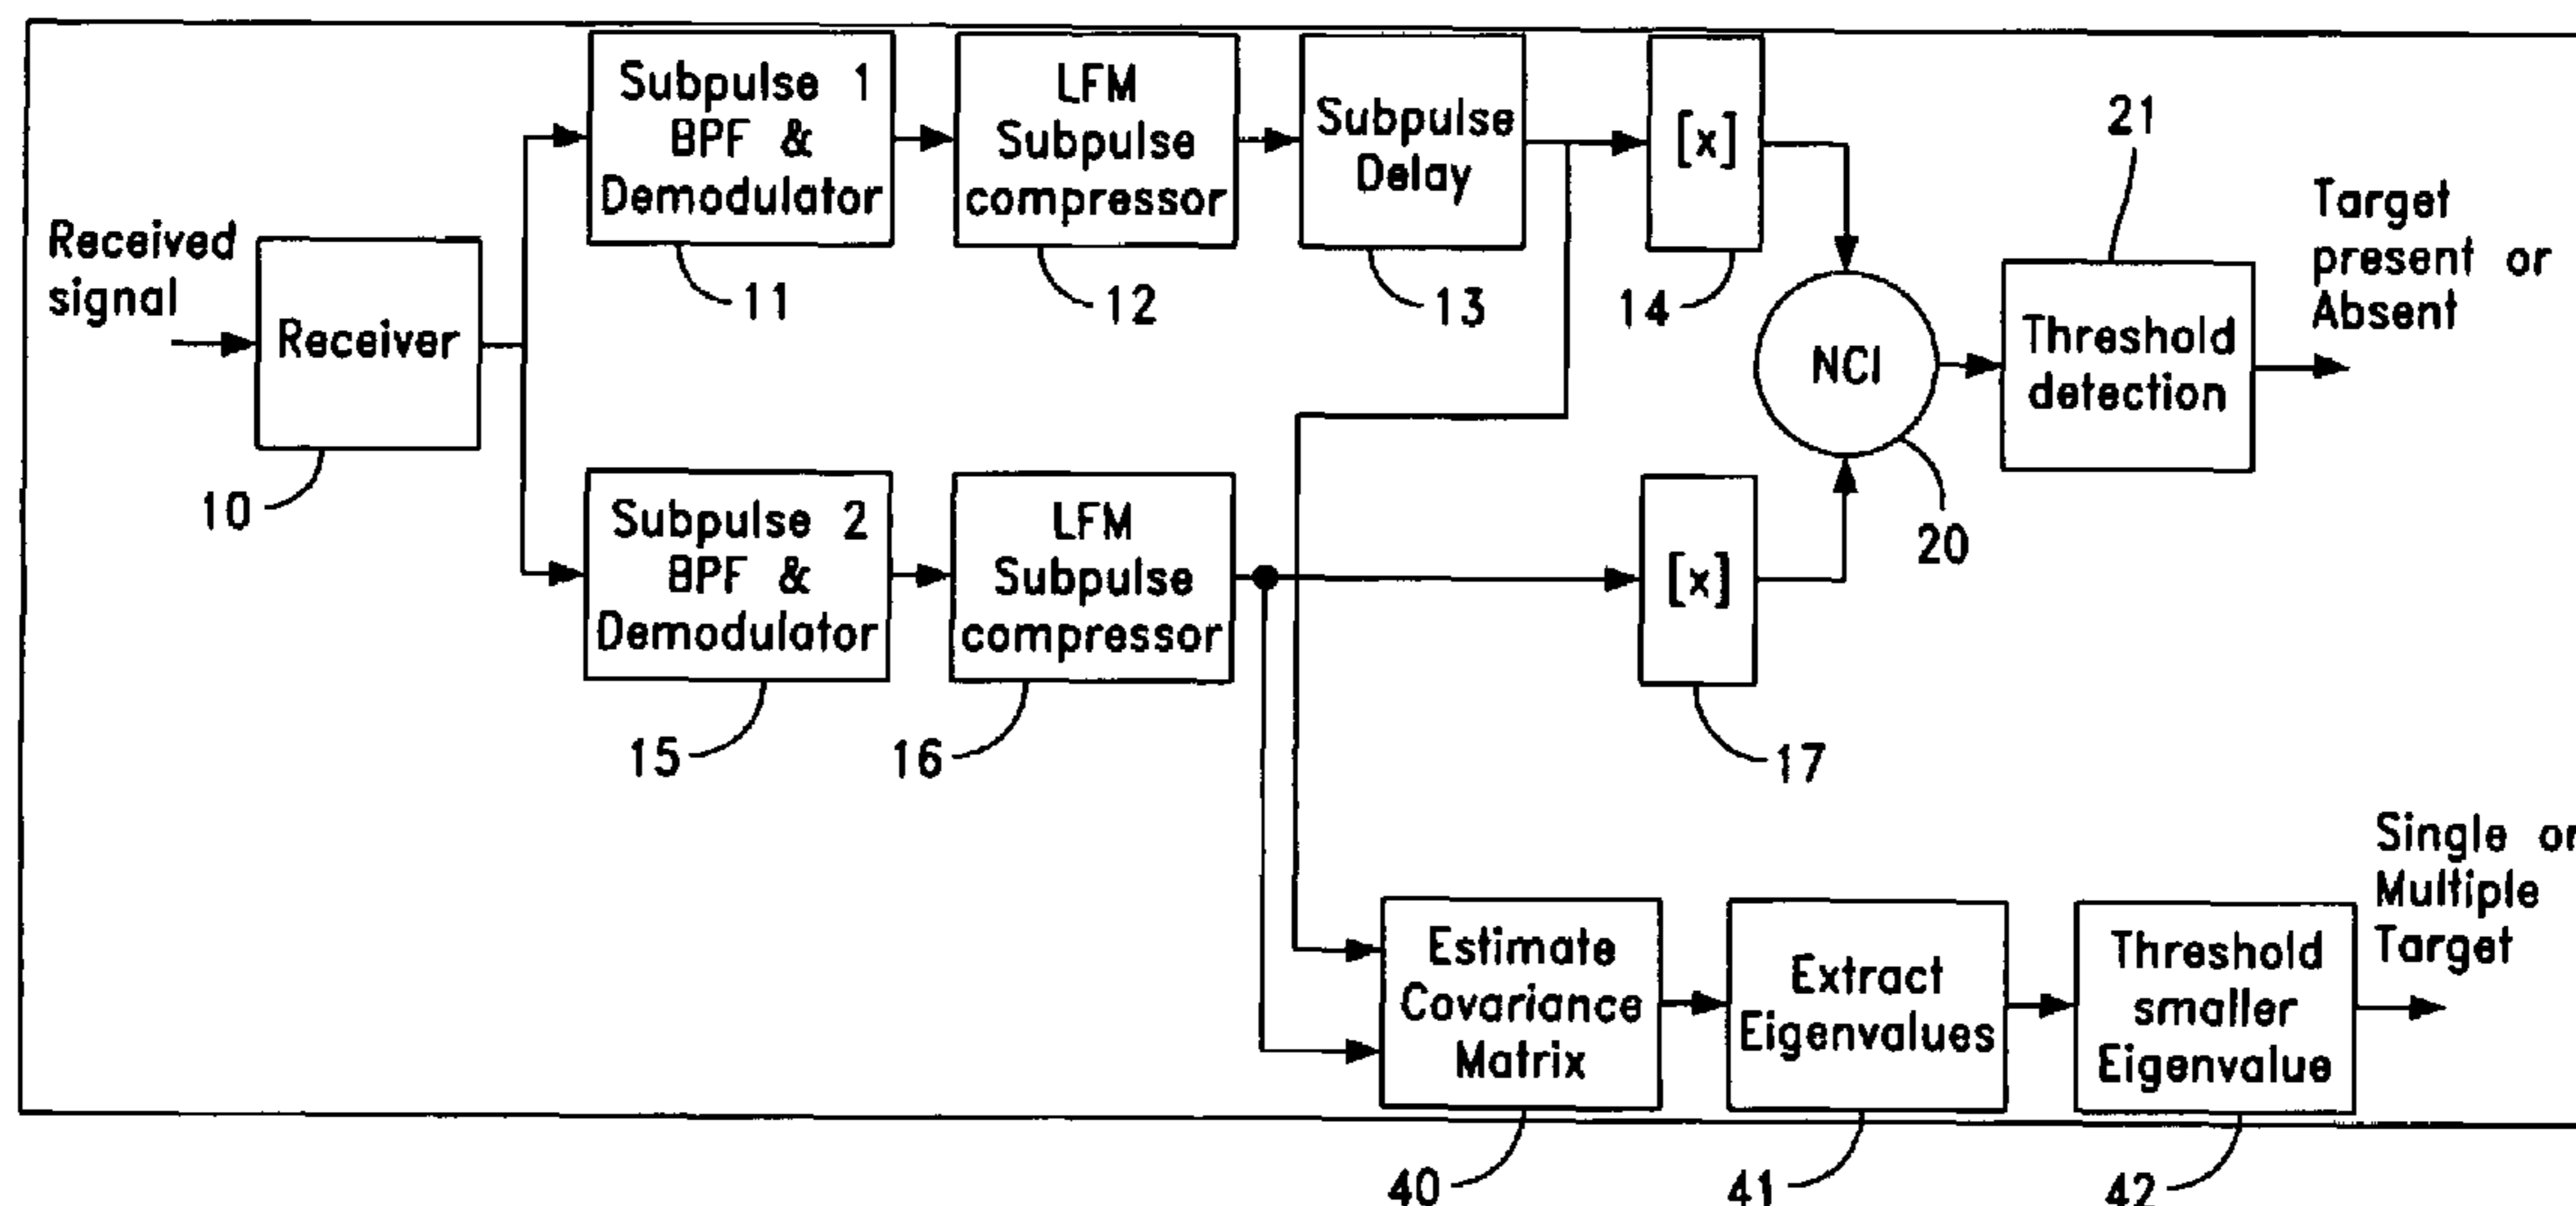 Received
signal
Receiver
10
Subpulse 1
BPF &
Demodulator
11
LFM
Subpulse
compressor
12
Subpulse
Delay
13
[x]
14
NCI
20
Threshold
detection
21
Target
present or
Absent
Subpulse 2
BPF &
Demodulator
15
LFM
Subpulse
compressor
16
[x]
17
Estimate
Covariance
Matrix
40
Extract
Eigenvalues
41
Threshold
smaller
Eigenvalue
42
Single or
Multiple
Target